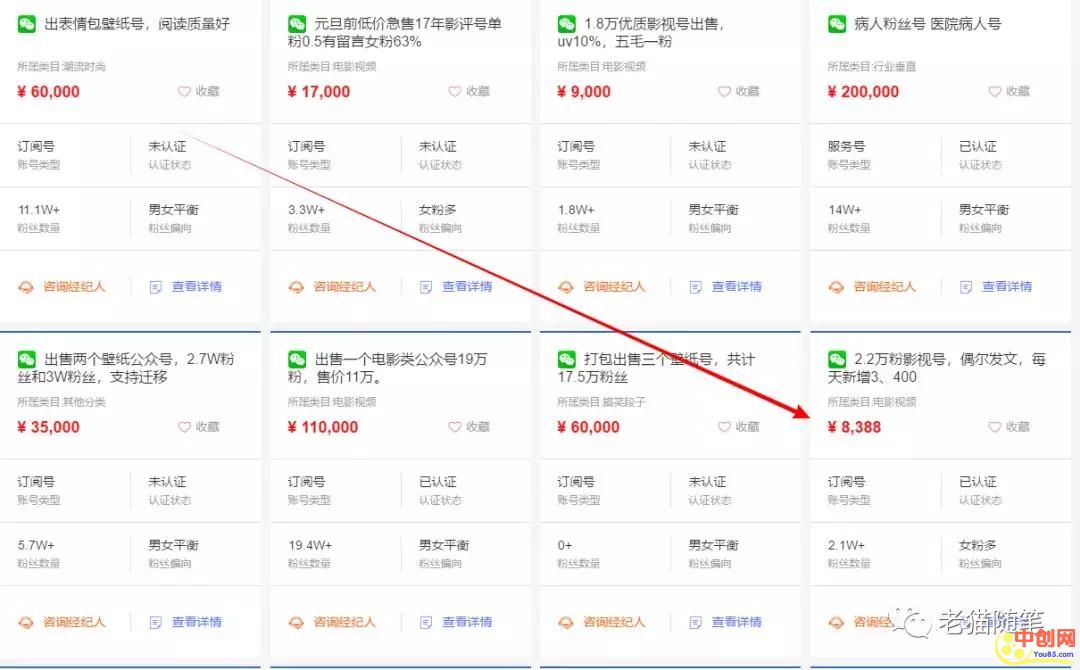 出表情包壁纸号，阅读质量好
所属类目:潮流时尚
¥ 60,000
收藏
订阅号
账号类型
未认证
认证状态
11.1W+
粉丝数量
男女平衡
粉丝偏向
咨询经纪人
查看详情
元旦前低价急售17年影评号单
粉0.5有留言女粉63%
所属类目:电影视频
¥ 17,000
收藏
订阅号
账号类型
未认证
认证状态
3.3W+
粉丝数量
女粉多
粉丝偏向
咨询经纪人
查看详情
1.8万优质影视号出售，
uv10%，五毛一粉
所属类目:电影视频
¥ 9,000
收藏
订阅号
账号类型
未认证
认证状态
1.8W+
粉丝数量
男女平衡
粉丝偏向
咨询经纪人
查看详情
病人粉丝号 医院病人号
所属类目:行业垂直
¥ 200,000
收藏
服务号
账号类型
已认证
认证状态
14W+
粉丝数量
男女平衡
粉丝偏向
咨询经纪人
查看详情
出售两个壁纸公众号，2.7W粉
丝和3W粉丝，支持迁移
所属类目:其他分类
¥ 35,000
收藏
订阅号
账号类型
未认证
认证状态
5.7W+
粉丝数量
男女平衡
粉丝偏向
咨询经纪人
查看详情
出售一个电影类公众号19万
粉，售价11万。
所属类目:电影视频
¥ 110,000
收藏
订阅号
账号类型
已认证
认证状态
19.4W+
粉丝数量
男女平衡
粉丝偏向
咨询经纪人
查看详情
打包出售三个壁纸号，共计
17.5万粉丝
所属类目:搞笑段子
¥ 60,000
收藏
订阅号
账号类型
未认证
认证状态
0+
粉丝数量
男女平衡
粉丝偏向
咨询经纪人
查看详情
2.2万粉影视号，偶尔发文，每
天新增3、400
所属类目:电影视频
¥ 8,388
收藏
订阅号
账号类型
已认证
认证状态
2.1W+
粉丝数量
女粉多
粉丝偏向
咨询经
老猫随笔
中创网
You85.com